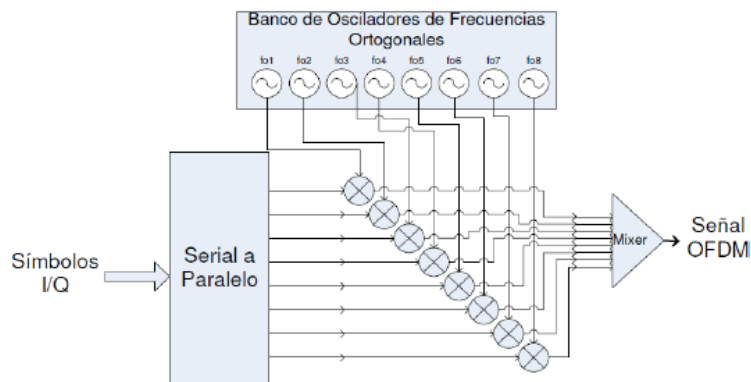 Banco de Osciladores de Frecuencias
Ortogonales
fo1 fo2 fo3 fo4 fo5 fo6 fo7 fo8
Símbolos
I/Q
Serial a
Paralelo
Mixer
Señal
OFDM